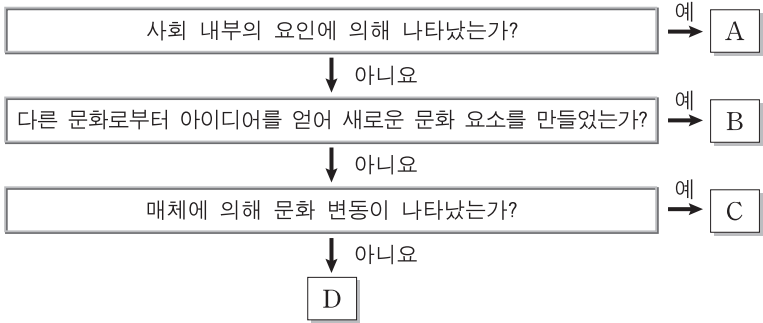 사회 내부의 요인에 의해 나타났는가?
예
A
아니요
다른 문화로부터 아이디어를 얻어 새로운 문화 요소를 만들었는가?
예
B
아니요
매체에 의해 문화 변동이 나타났는가?
예
C
아니요
D